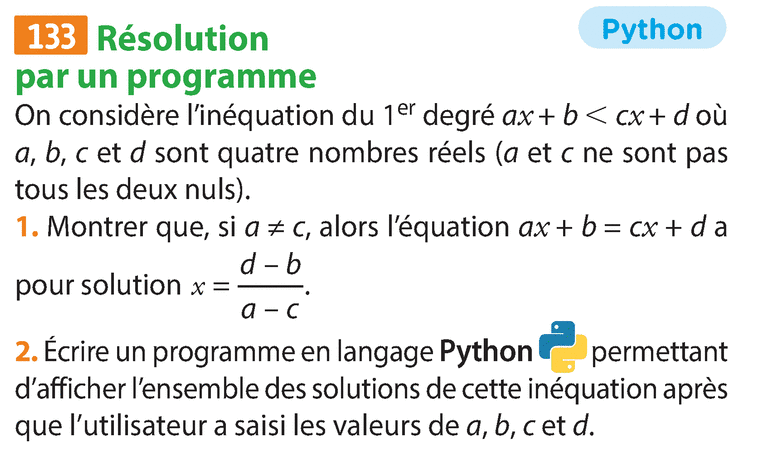 133 Résolution
Python
par un programme
On considère l'inéquation du 1er degré ax + b < cx + d où
a, b, c et d sont quatre nombres réels (a et c ne sont pas
tous les deux nuls).
1. Montrer que, si a ≠ c, alors l'équation ax + b = cx + d a
pour solution x = \frac{d – b}{a – c}.
2. Écrire un programme en langage Python permettant
d'afficher l'ensemble des solutions de cette inéquation après
que l'utilisateur a saisi les valeurs de a, b, c et d.